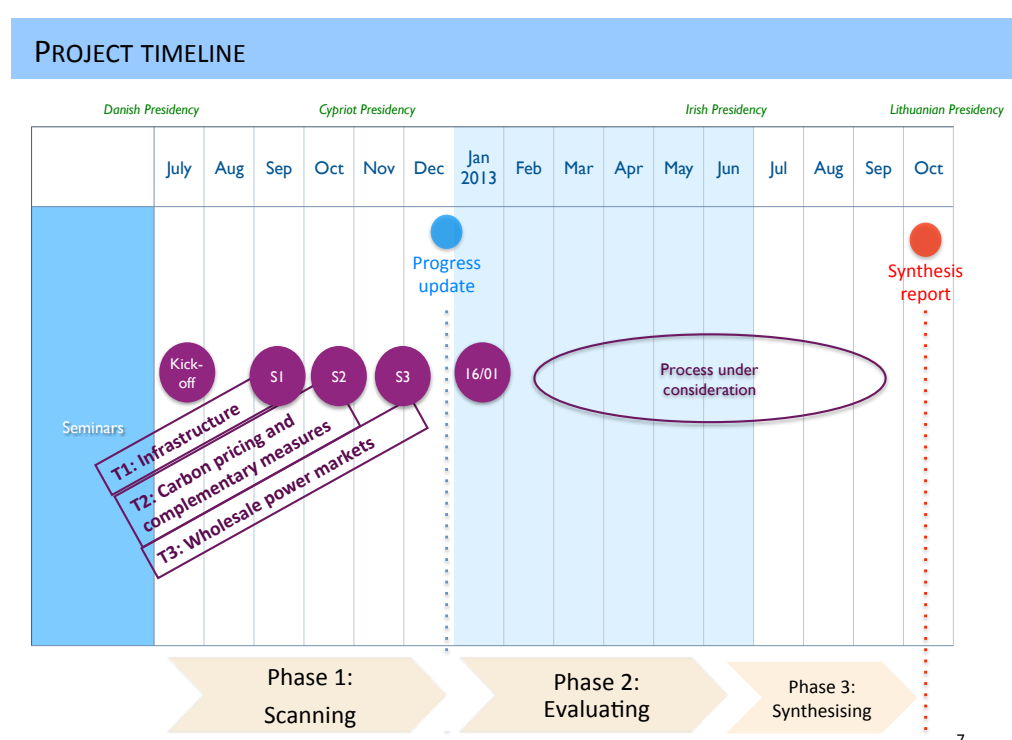 PROJECT TIMELINE
Danish Presidency
Cypriot Presidency
Irish Presidency
Lithuanian Presidency
July
Aug
Sep
Oct
Nov
Dec
Jan
2013
Feb
Mar
Apr
May
Jun
Jul
Aug
Sep
Oct
Progress
update
Synthesis
report
Seminars
Kick-
off
S1
S2
S3
16/01
Process under
consideration
T1: Infrastructure
T2: Carbon pricing and
complementary measures
T3: Wholesale power markets
Phase 1:
Scanning
Phase 2:
Evaluating
Phase 3:
Synthesising
7